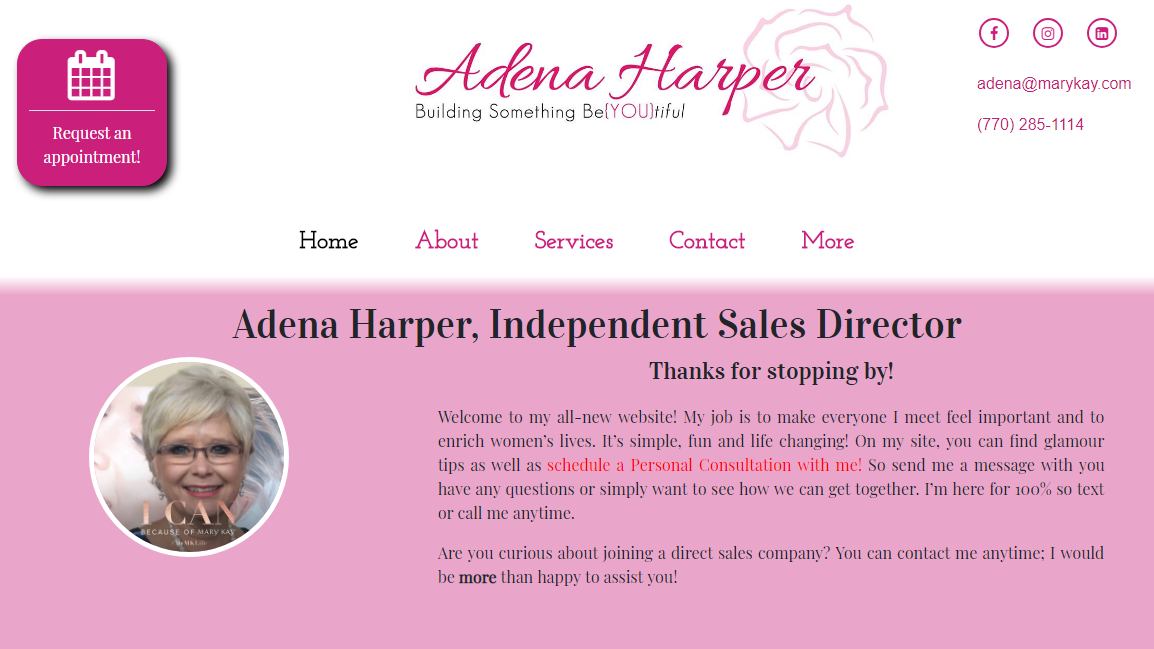 Request an
appointment!
Adena Harper
Building Something Be{YOU}tiful
adena@marykay.com
(770) 285-1114
Home About Services Contact More
Adena Harper, Independent Sales Director
I CAN
BECAUSE OF MARY KAY
Thanks for stopping by!
Welcome to my all-new website! My job is to make everyone I meet feel important and to
enrich women’s lives. It’s simple, fun and life changing! On my site, you can find glamour
tips as well as schedule a Personal Consultation with me! So send me a message with you
have any questions or simply want to see how we can get together. I’m here for 100% so text
or call me anytime.
Are you curious about joining a direct sales company? You can contact me anytime; I would
be more than happy to assist you!